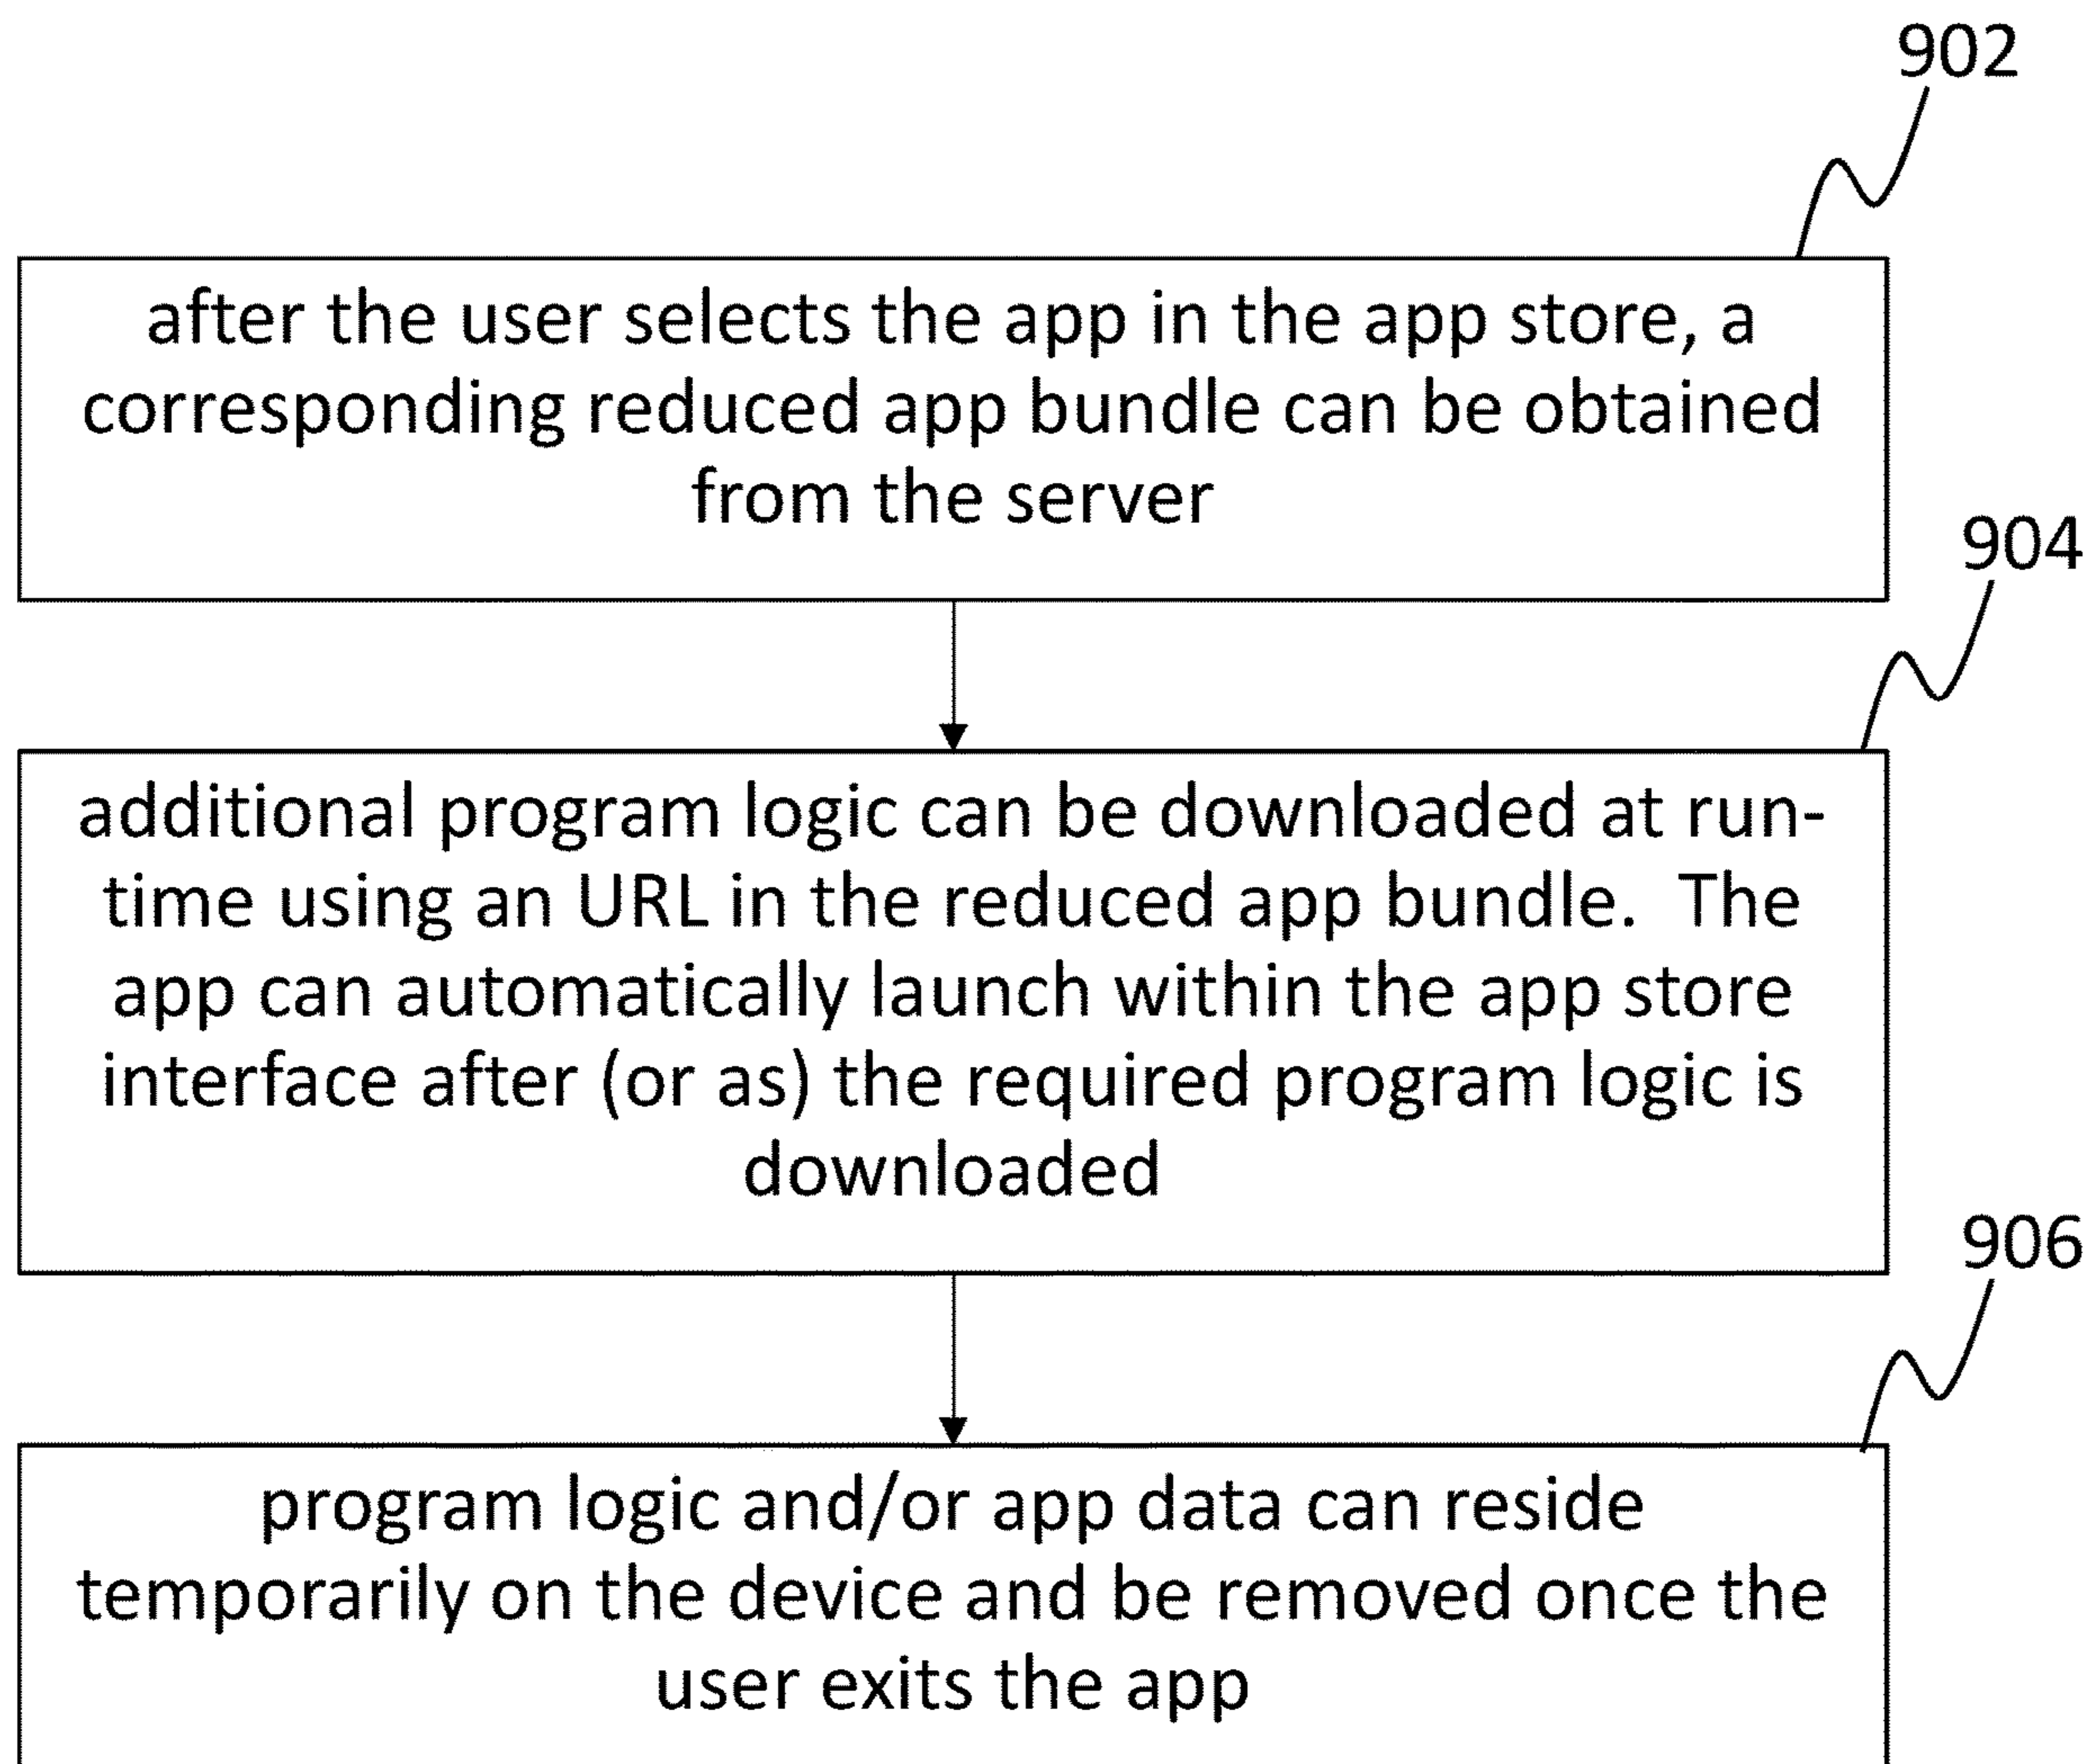 902
after the user selects the app in the app store, a
corresponding reduced app bundle can be obtained
from the server
904
additional program logic can be downloaded at run-
time using an URL in the reduced app bundle.  The
app can automatically launch within the app store
interface after (or as) the required program logic is
downloaded
906
program logic and/or app data can reside
temporarily on the device and be removed once the
user exits the app